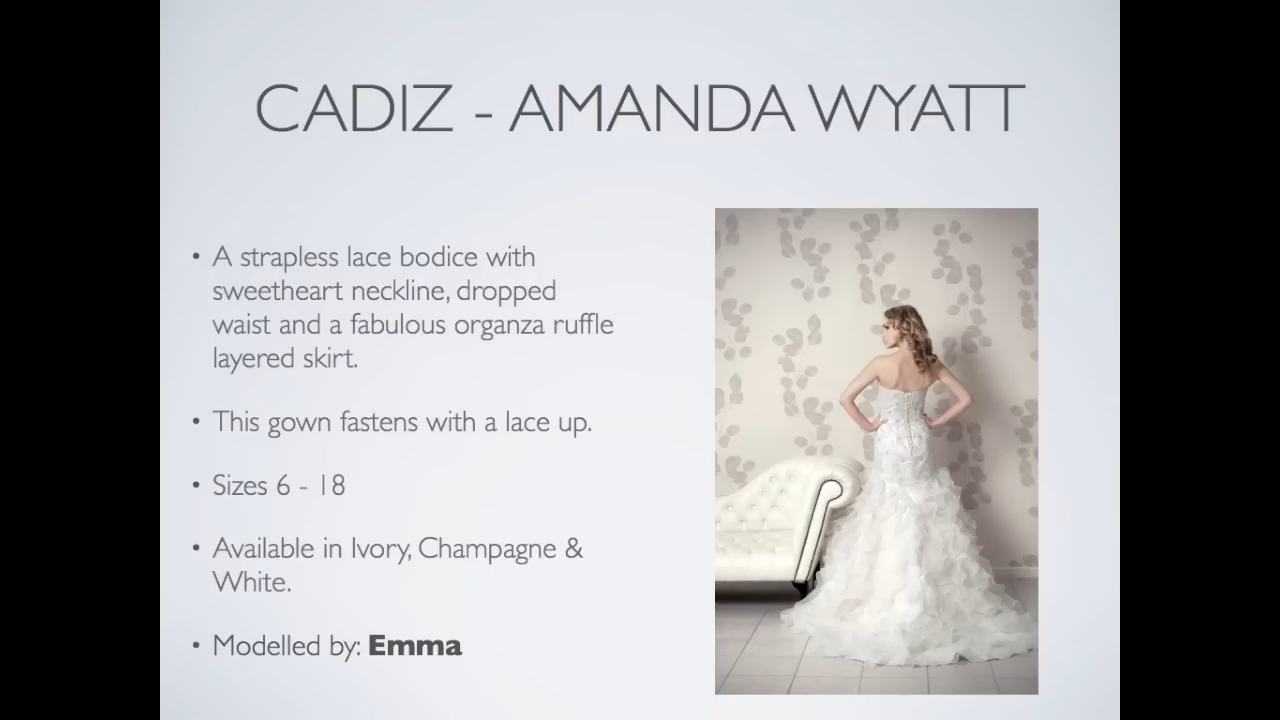 CADIZ - AMANDA WYATT
• A strapless lace bodice with
sweetheart neckline, dropped
waist and a fabulous organza ruffle
layered skirt.
• This gown fastens with a lace up.
• Sizes 6 - 18
• Available in Ivory, Champagne &
White.
• Modelled by: Emma